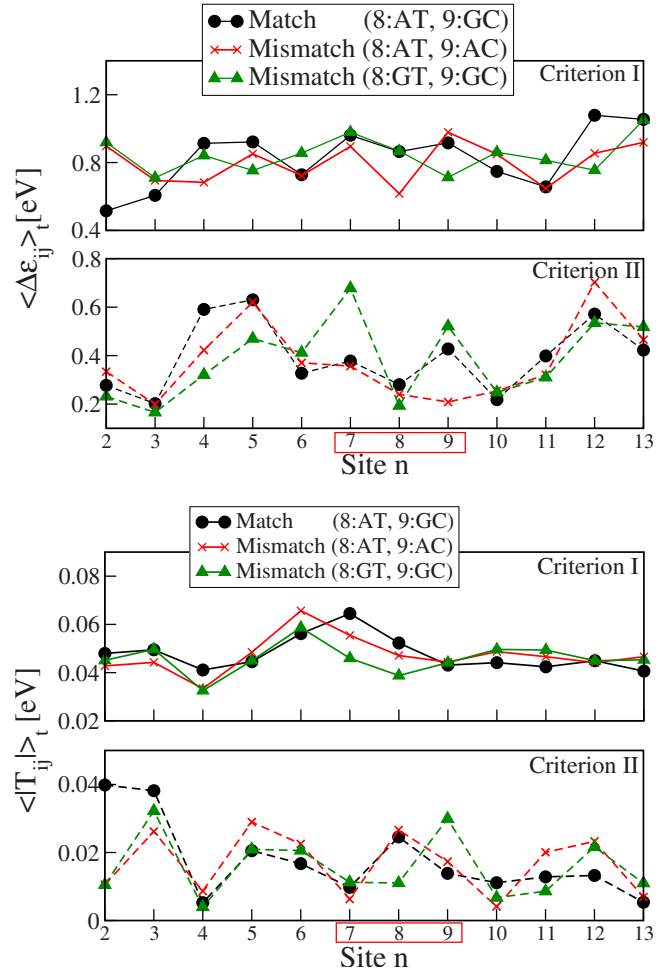 Match (8:AT, 9:GC)
Mismatch (8:AT, 9:AC)
Mismatch (8:GT, 9:GC)
Criterion I
1.2
0.8
0.4
<Δε_ij>_t [eV]
Criterion II
0.8
0.6
0.4
0.2
2 3 4 5 6 7 8 9 10 11 12 13
Site n
Match (8:AT, 9:GC)
Mismatch (8:AT, 9:AC)
Mismatch (8:GT, 9:GC)
Criterion I
0.08
0.06
0.04
0.02
<|T_ij|>_t [eV]
Criterion II
0.04
0.02
0
2 3 4 5 6 7 8 9 10 11 12 13
Site n